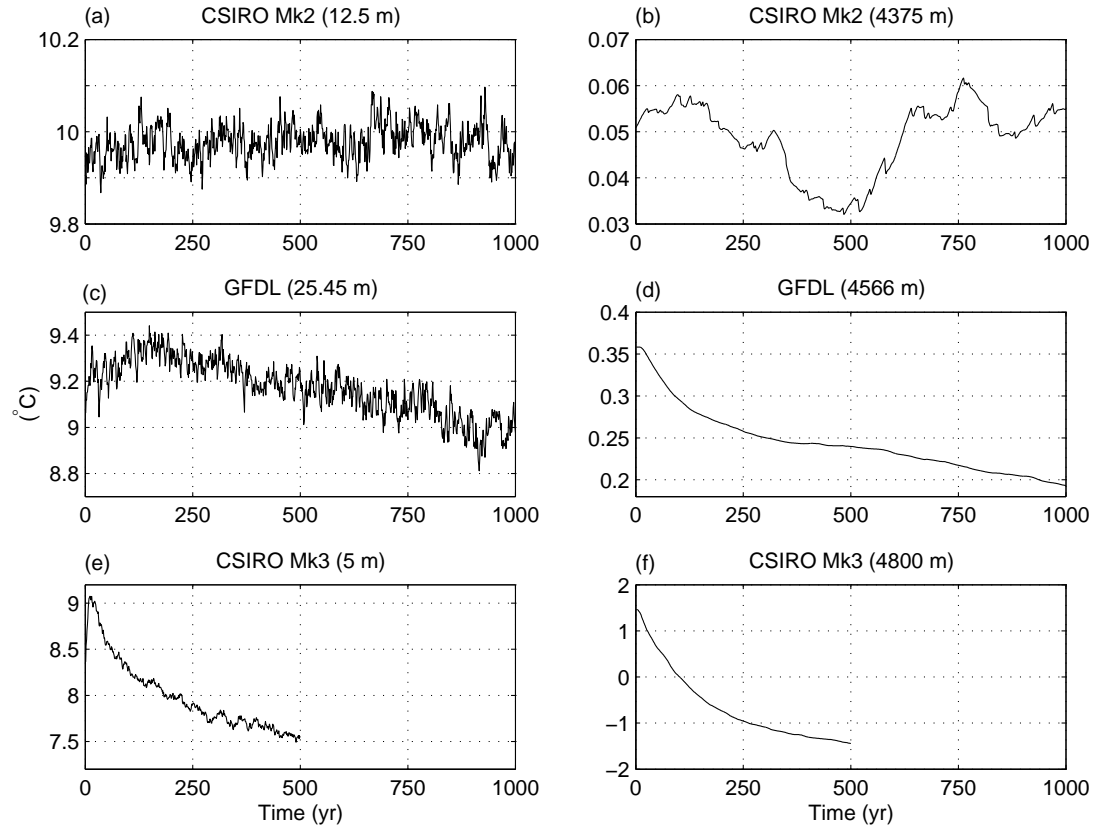 (a) CSIRO Mk2 (12.5 m)
10.2
10
9.8
0 250 500 750 1000
(b) CSIRO Mk2 (4375 m)
0.07
0.06
0.05
0.04
0.03
0 250 500 750 1000
(c) GFDL (25.45 m)
9.4
9.2
9
8.8
(°C)
0 250 500 750 1000
(d) GFDL (4566 m)
0.4
0.35
0.3
0.25
0.2
0 250 500 750 1000
(e) CSIRO Mk3 (5 m)
9
8.5
8
7.5
0 250 500 750 1000
Time (yr)
(f) CSIRO Mk3 (4800 m)
2
1
0
−1
−2
0 250 500 750 1000
Time (yr)